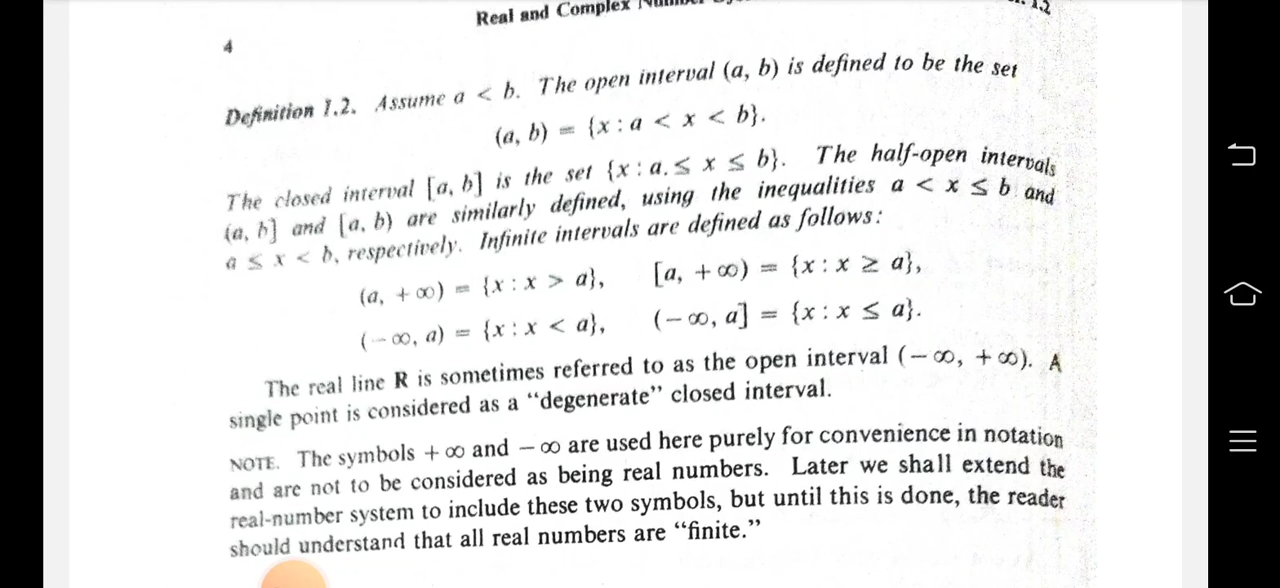 Real and Complex
4
Definition 1.2. Assume a < b. The open interval (a, b) is defined to be the set
(a, b) = {x : a < x < b}.
The closed interval [a, b] is the set {x : a ≤ x ≤ b}. The half-open intervals
(a, b] and [a, b) are similarly defined, using the inequalities a < x ≤ b and
a ≤ x < b, respectively. Infinite intervals are defined as follows:
(a, +∞) = {x : x > a}, [a, +∞) = {x : x ≥ a},
(−∞, a) = {x : x < a}, (−∞, a] = {x : x ≤ a}.
The real line R is sometimes referred to as the open interval (−∞, +∞). A
single point is considered as a “degenerate” closed interval.
NOTE. The symbols +∞ and −∞ are used here purely for convenience in notation
and are not to be considered as being real numbers. Later we shall extend the
real-number system to include these two symbols, but until this is done, the reader
should understand that all real numbers are “finite.”